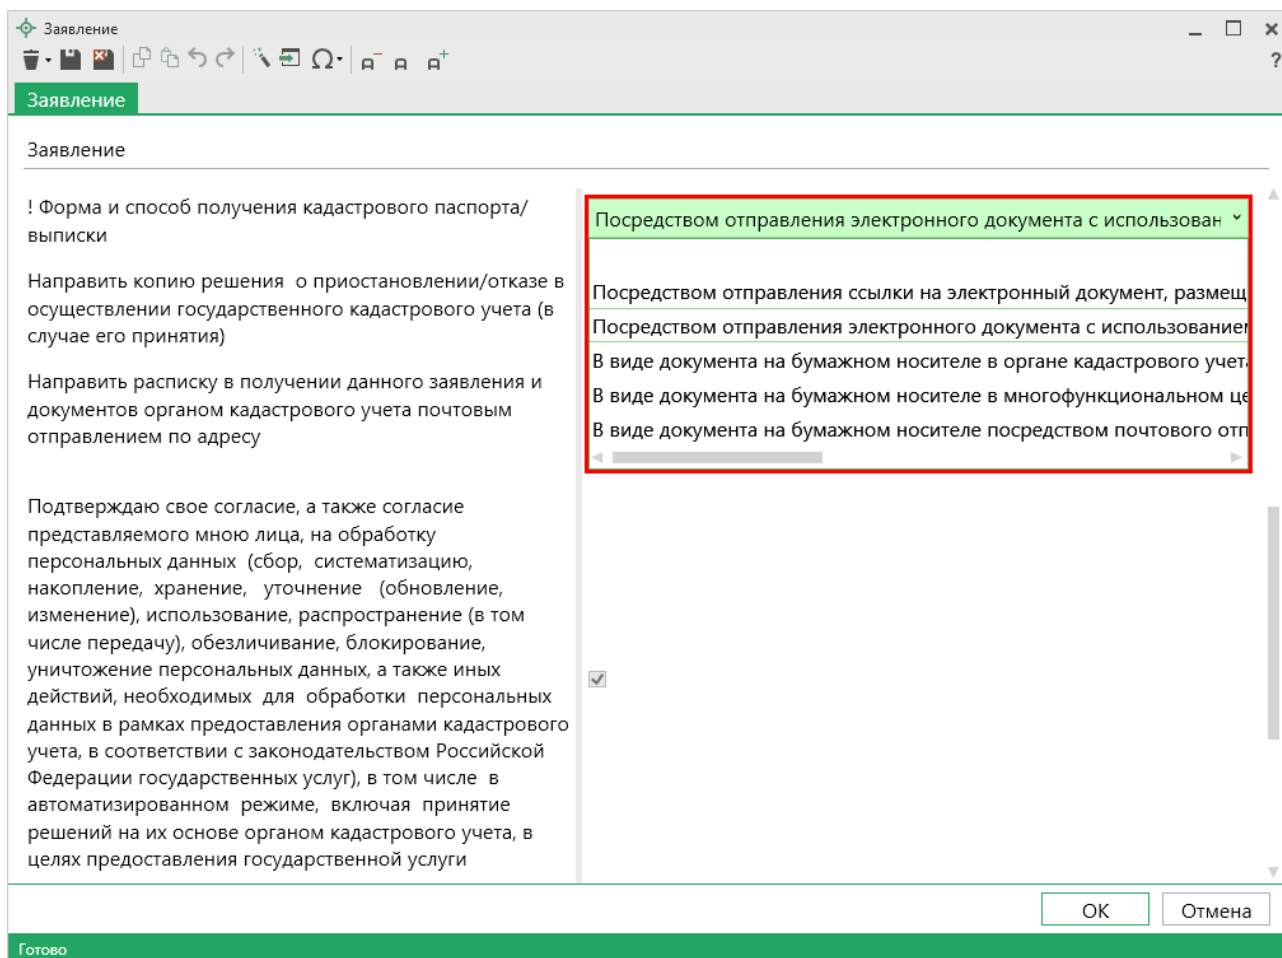 Заявление
?
Заявление
Заявление
! Форма и способ получения кадастрового паспорта/
выписки
Посредством отправления электронного документа с использован
Направить копию решения о приостановлении/отказе в
осуществлении государственного кадастрового учета (в
случае его принятия)
Направить расписку в получении данного заявления и
документов органом кадастрового учета почтовым
отправлением по адресу
Посредством отправления ссылки на электронный документ, размещ
Посредством отправления электронного документа с использованием
В виде документа на бумажном носителе в органе кадастрового учета
В виде документа на бумажном носителе в многофункциональном це
В виде документа на бумажном носителе посредством почтового отп
Подтверждаю свое согласие, а также согласие
представляемого мною лица, на обработку
персональных данных (сбор, систематизацию,
накопление, хранение, уточнение (обновление,
изменение), использование, распространение (в том
числе передачу), обезличивание, блокирование,
уничтожение персональных данных, а также иных
действий, необходимых для обработки персональных
данных в рамках предоставления органами кадастрового
учета, в соответствии с законодательством Российской
Федерации государственных услуг), в том числе в
автоматизированном режиме, включая принятие
решений на их основе органом кадастрового учета, в
целях предоставления государственной услуги
ОК
Отмена
Готово